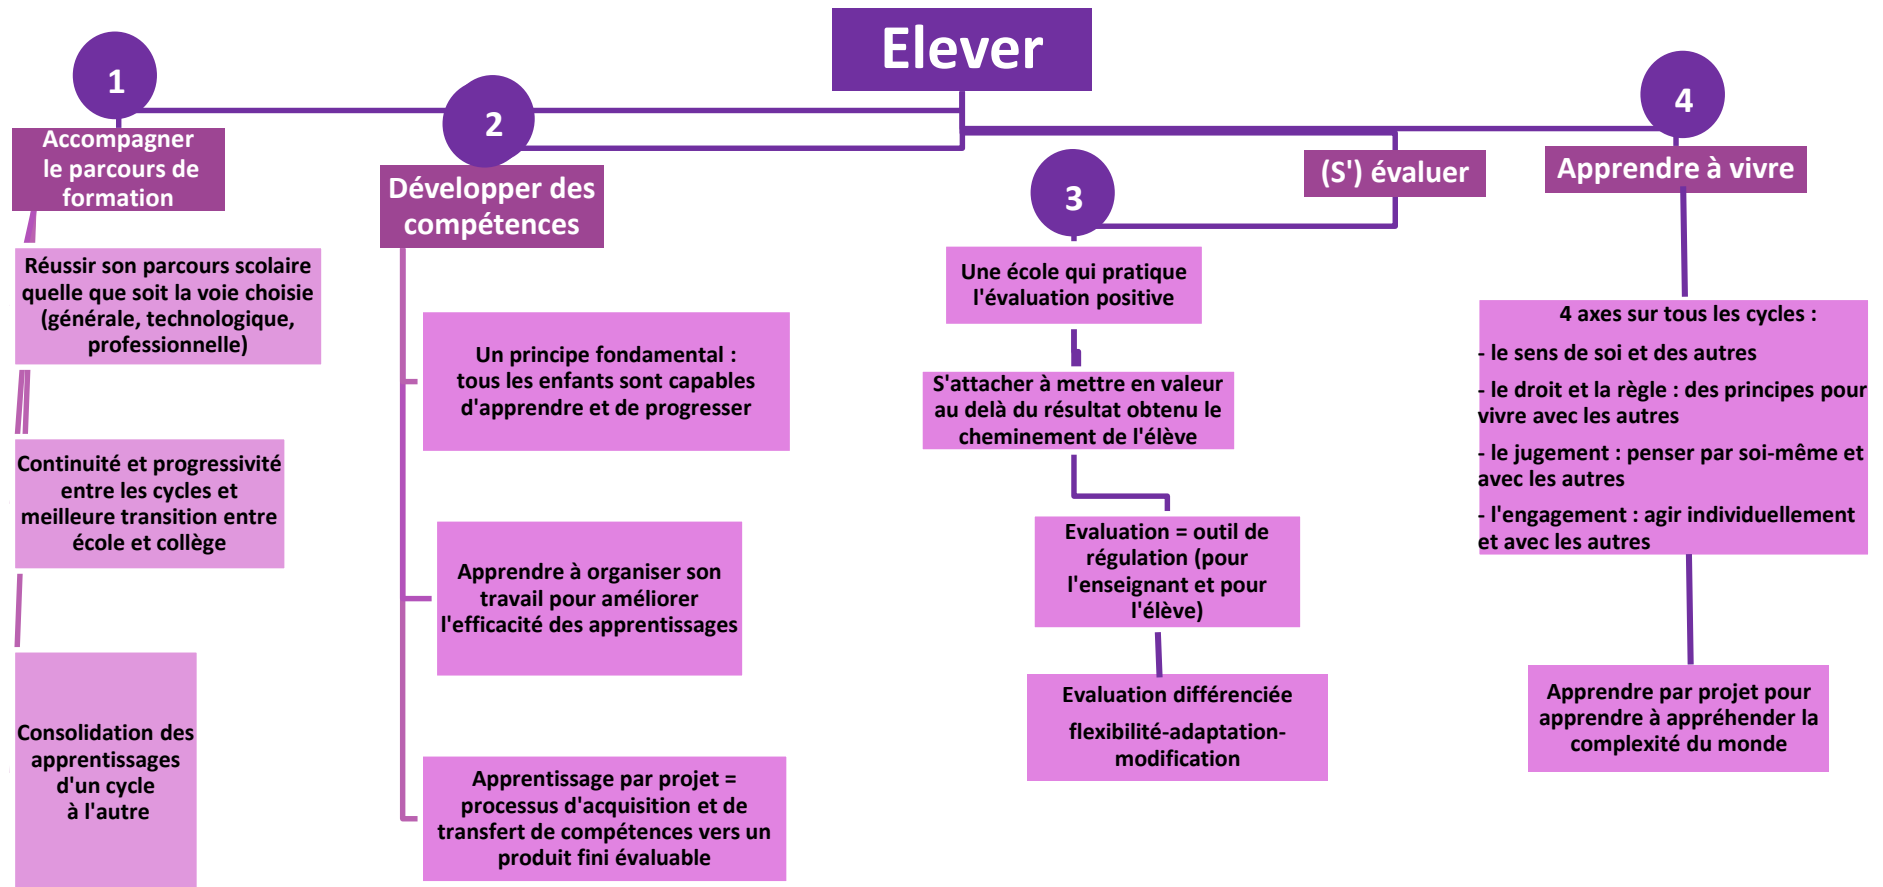 Elever
1
Accompagner
le parcours de
formation
Réussir son parcours scolaire
quelle que soit la voie choisie
(générale, technologique,
professionnelle)
Continuité et progressivité
entre les cycles et
meilleure transition entre
école et collège
Consolidation des
apprentissages
d'un cycle
à l'autre
2
Développer des
compétences
Un principe fondamental :
tous les enfants sont capables
d'apprendre et de progresser
Apprendre à organiser son
travail pour améliorer
l'efficacité des apprentissages
Apprentissage par projet =
processus d'acquisition et de
transfert de compétences vers un
produit fini évaluable
(S') évaluer
3
Une école qui pratique
l'évaluation positive
S'attacher à mettre en valeur
au delà du résultat obtenu le
cheminement de l'élève
Evaluation = outil de
régulation (pour
l'enseignant et pour
l'élève)
Evaluation différenciée
flexibilité-adaptation-
modification
4
Apprendre à vivre
4 axes sur tous les cycles :
- le sens de soi et des autres
- le droit et la règle : des principes pour
vivre avec les autres
- le jugement : penser par soi-même et
avec les autres
- l'engagement : agir individuellement
et avec les autres
Apprendre par projet pour
apprendre à appréhender la
complexité du monde